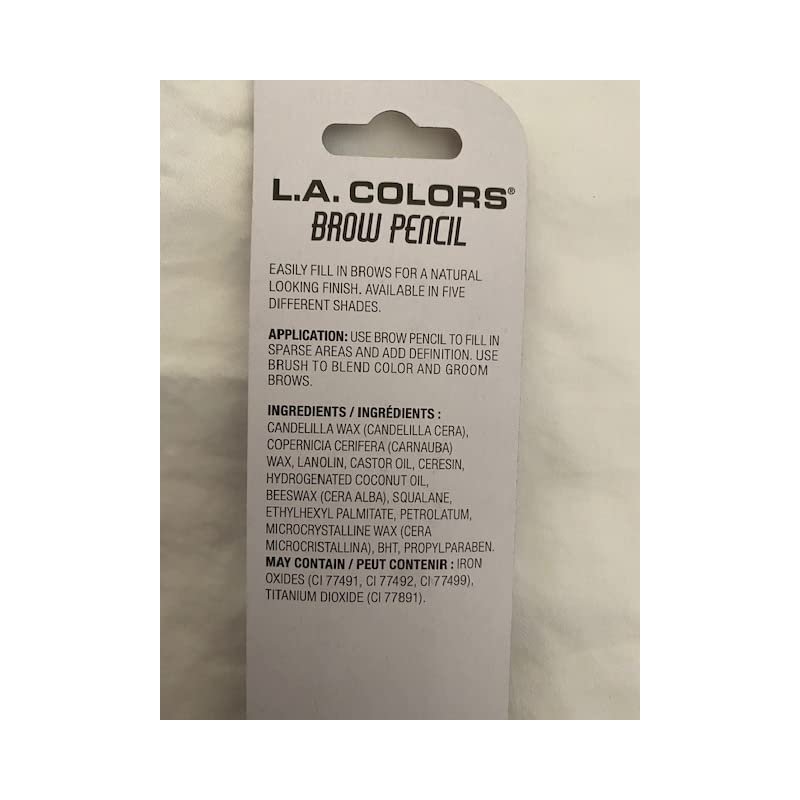 L.A. COLORS®
BROW PENCIL
EASILY FILL IN BROWS FOR A NATURAL
LOOKING FINISH. AVAILABLE IN FIVE
DIFFERENT SHADES.
APPLICATION: USE BROW PENCIL TO FILL IN
SPARSE AREAS AND ADD DEFINITION. USE
BRUSH TO BLEND COLOR AND GROOM
BROWS.
INGREDIENTS / INGRÉDIENTS :
CANDELILLA WAX (CANDELILLA CERA),
COPERNICIA CERIFERA (CARNAUBA)
WAX, LANOLIN, CASTOR OIL, CERESIN,
HYDROGENATED COCONUT OIL,
BEESWAX (CERA ALBA), SQUALANE,
ETHYLHEXYL PALMITATE, PETROLATUM,
MICROCRYSTALLINE WAX (CERA
MICROCRISTALLINA), BHT, PROPYLPARABEN.
MAY CONTAIN / PEUT CONTENIR : IRON
OXIDES (CI 77491, CI 77492, CI 77499),
TITANIUM DIOXIDE (CI 77891).